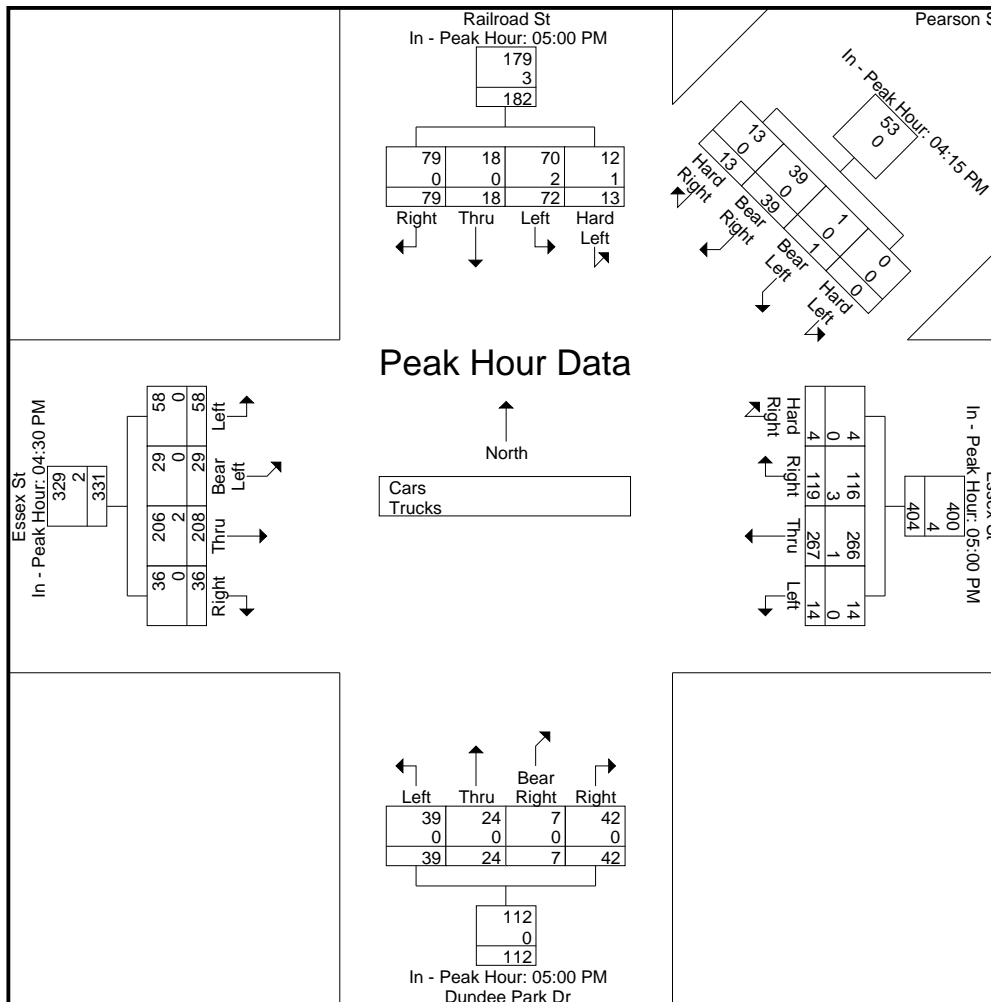 Railroad St
In - Peak Hour: 05:00 PM
179
3
182
79 18 70 12
0 0 2 1
79 18 72 13
Right Thru Left Hard
Left
Pearson S
In - Peak Hour: 04:15 PM
53
0
13 39 1 0
0 0 0 0
13 39 1 0
Hard
Right
Bear
Right
Bear
Left
Hard
Left
Peak Hour Data
North
Cars
Trucks
Essex St
In - Peak Hour: 04:30 PM
329
2
331
58 0 58
29 0 29
206 2 208
36 0 36
Left
Bear
Left
Thru
Right
Hard
Right
Right
Thru
Left
4 0 4
119 3 116
267 1 266
14 0 14
400
4
404
In - Peak Hour: 05:00 PM
Essex St
Left Thru Bear
Right Right
39 24 7 42
0 0 0 0
39 24 7 42
112
0
112
In - Peak Hour: 05:00 PM
Dundee Park Dr